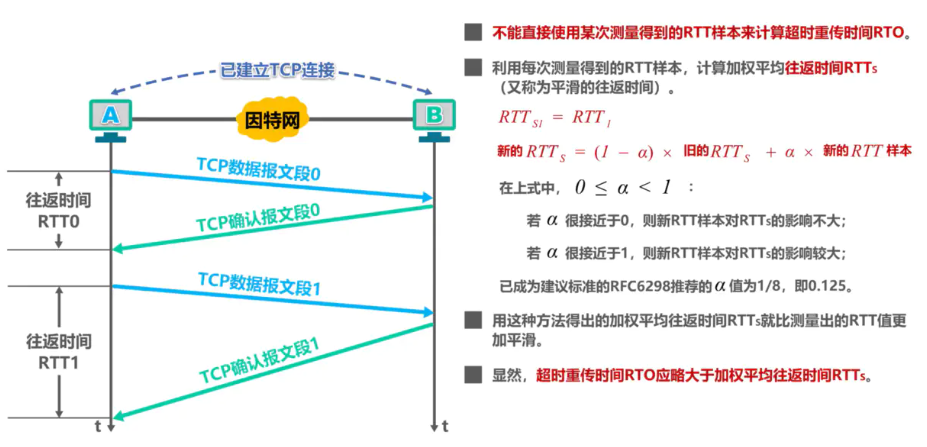 已建立TCP连接
A
因特网
B
TCP数据报文段0
往返时间
RTT0
TCP确认报文段0
TCP数据报文段1
往返时间
RTT1
TCP确认报文段1
t
t
不能直接使用某次测量得到的RTT样本来计算超时重传时间RTO。
利用每次测量得到的RTT样本，计算加权平均往返时间RTTs
（又称为平滑的往返时间）。
RTT S1 = RTT 1
新的 RTT S = (1 − α) × 旧的 RTT S + α × 新的 RTT 样本
在上式中， 0 ≤ α < 1 ：
若 α 很接近于0，则新RTT样本对RTTs的影响不大；
若 α 很接近于1，则新RTT样本对RTTs的影响较大；
已成为建议标准的RFC6298推荐的 α 值为1/8，即0.125。
用这种方法得出的加权平均往返时间RTTs就比测量出的RTT值更
加平滑。
显然，超时重传时间RTO应略大于加权平均往返时间RTTs。